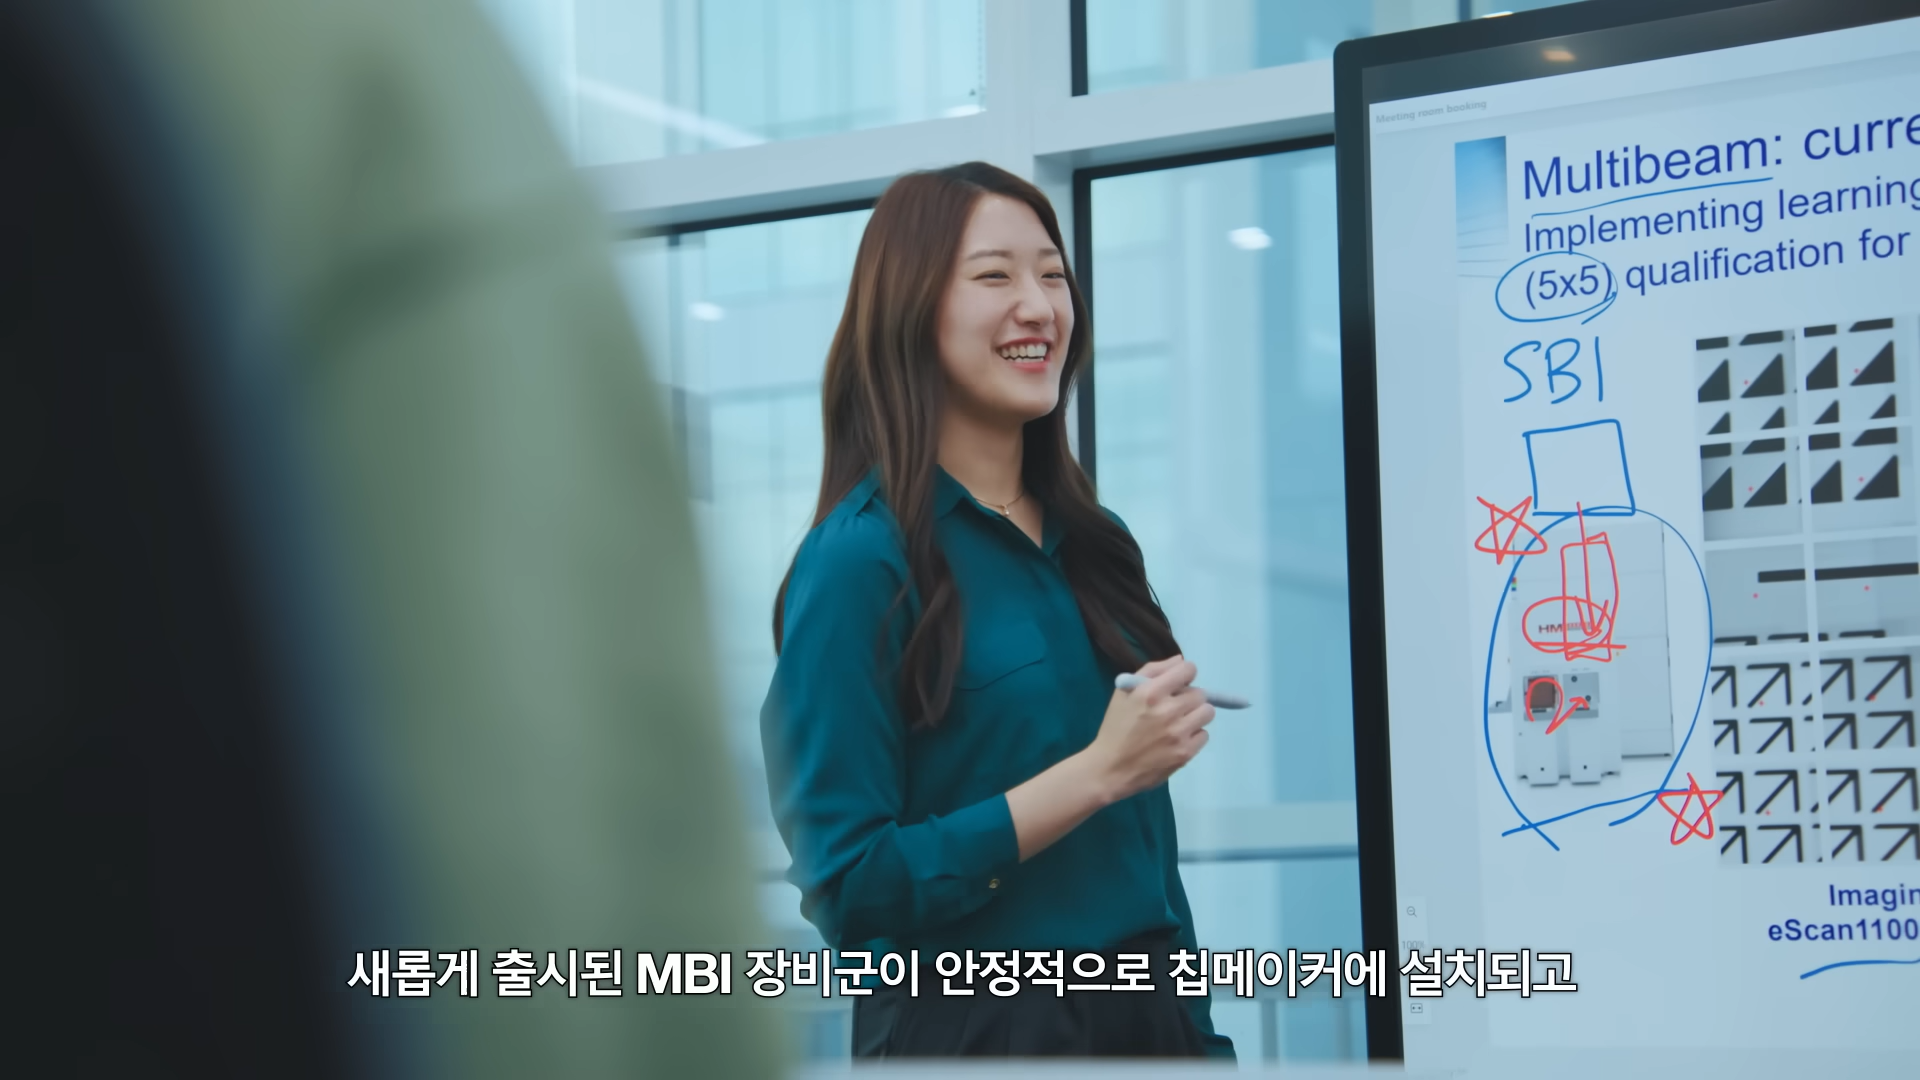 Meeting room booking
Multibeam: curre
Implementing learning
(5x5), qualification for
SBI
HM
Imagin
eScan1100
100%
새롭게 출시된 MBI 장비군이 안정적으로 칩메이커에 설치되고